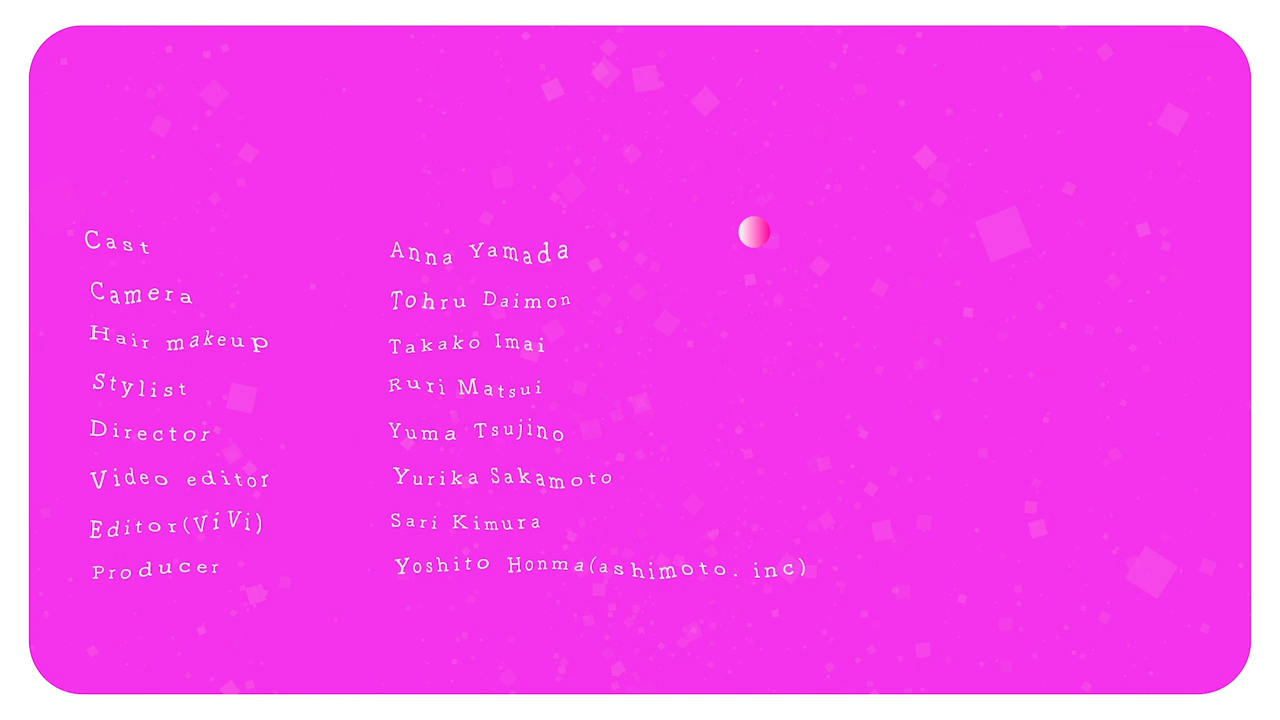 Cast Anna Yamada
Camera Tohru Daimon
Hair makeup Takako Imai
Stylist Ruri Matsui
Director Yuma Tsujino
Video editor Yurika Sakamoto
Editor(ViVi) Sari Kimura
Producer Yoshito Honma(ashimoto. inc)